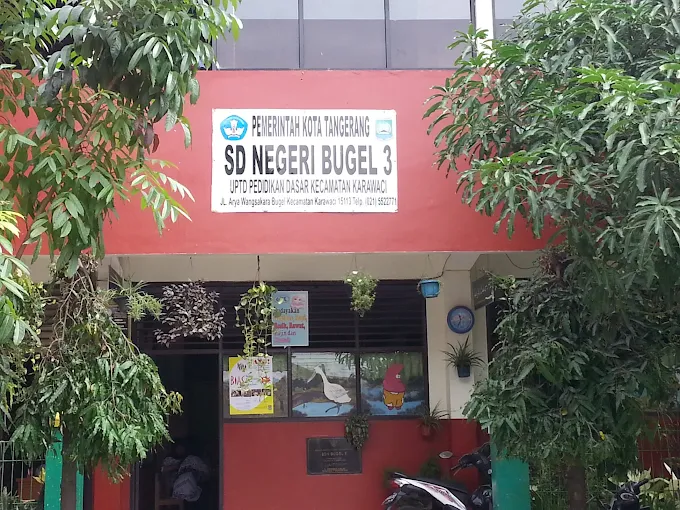 PEMERINTAH KOTA TANGERANG
SD NEGERI BUGEL 3
UPTD PEDIDIKAN DASAR KECAMATAN KARAWACI
JL. Arya Wangsakara Bugel Kecamatan Karawaci 15113 Telp. (021) 5522771